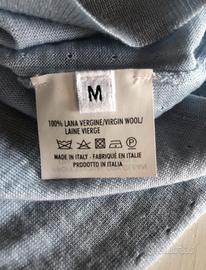 M
100% LANA VERGINE/VIRGIN WOOL/
LAINE VIERGE
MADE IN ITALY - FABRIQUÉ EN ITALIE
PRODOTTO IN ITALIA